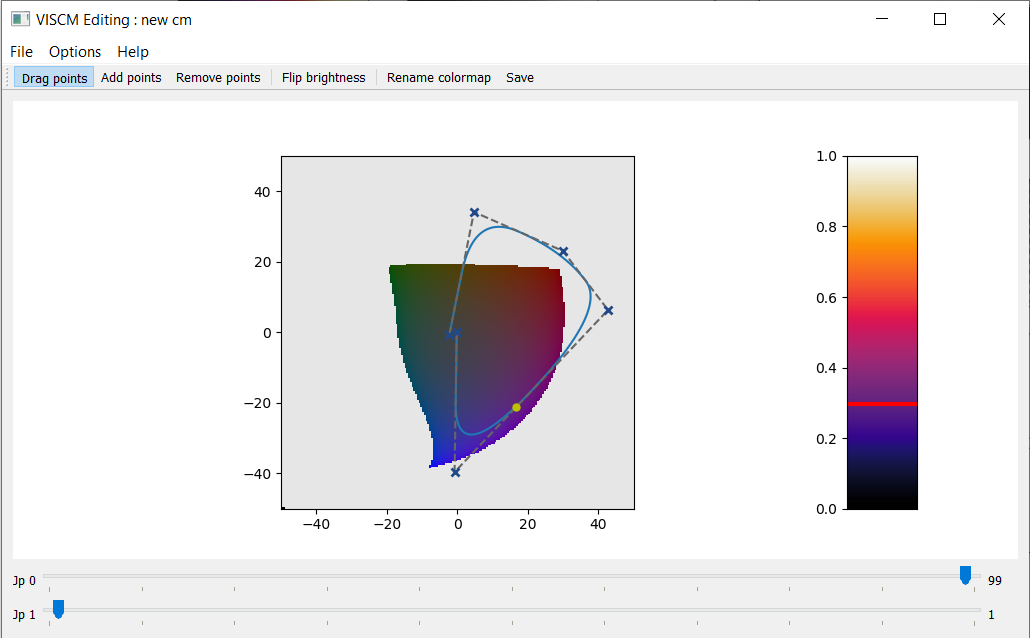 VISCM Editing : new cm
File Options Help
Drag points Add points Remove points Flip brightness Rename colormap Save
40
20
0
−20
−40
−40 −20 0 20 40
1.0
0.8
0.6
0.4
0.2
0.0
Jp 0 99
Jp 1 1